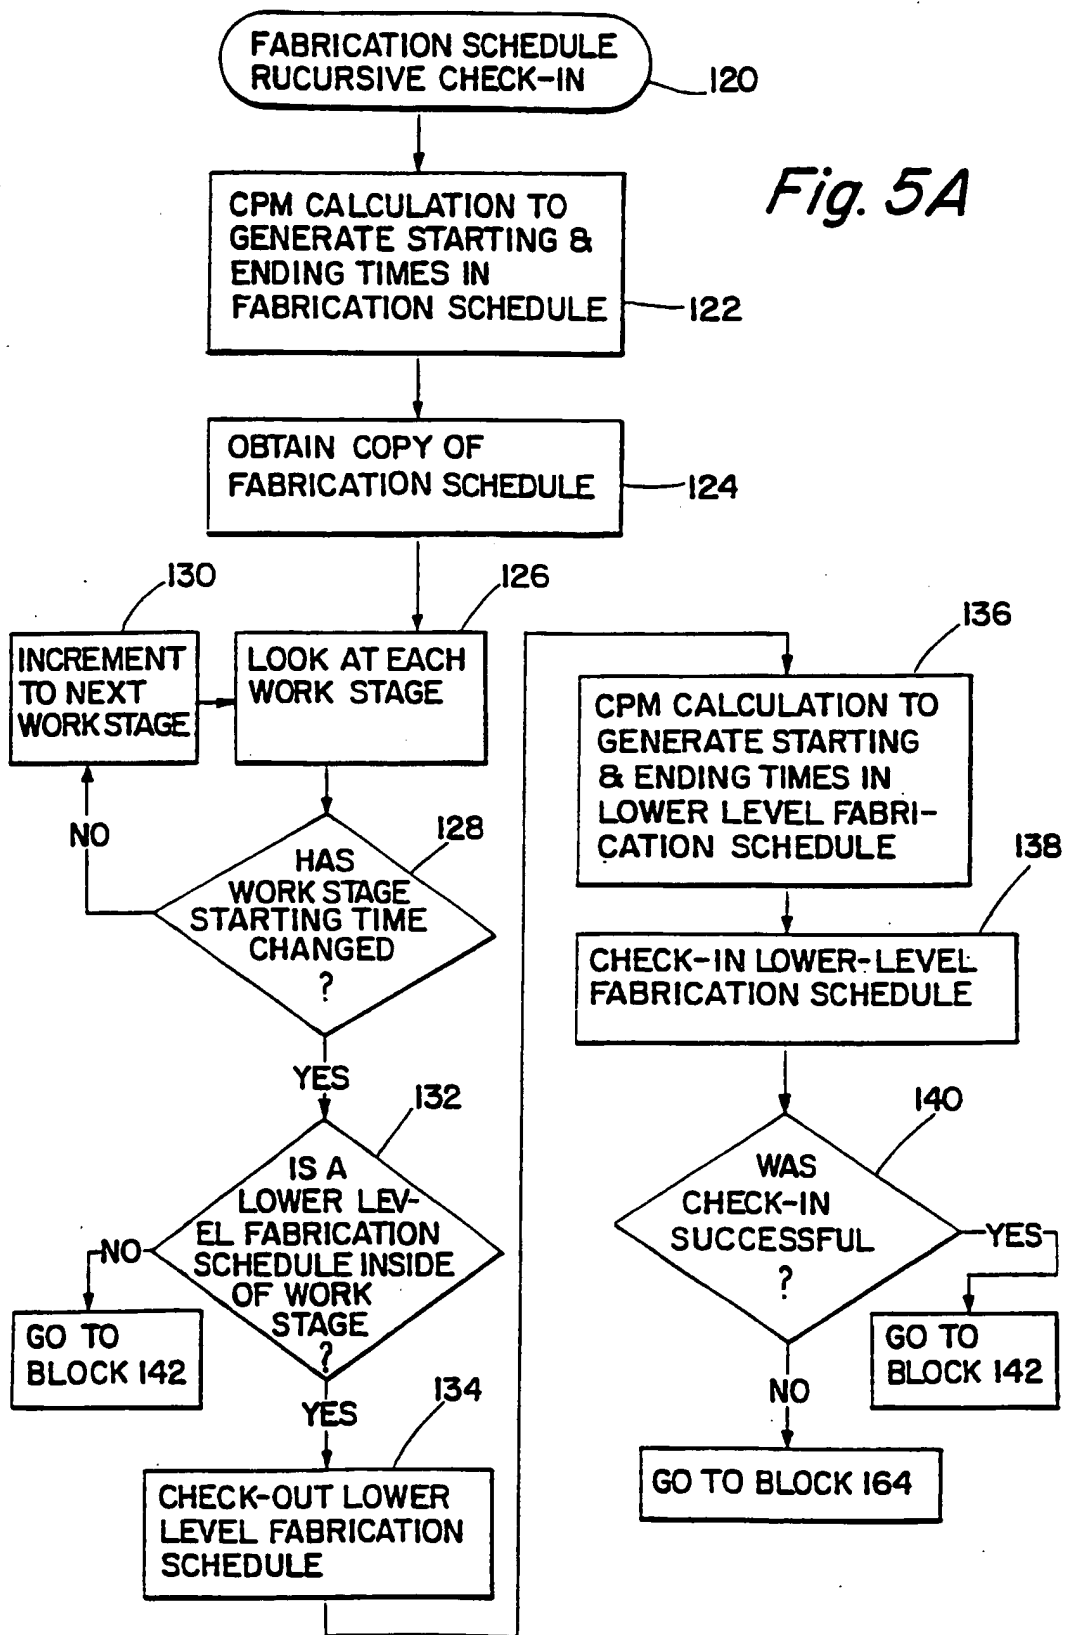 FABRICATION SCHEDULE
RUCURSIVE CHECK-IN
120
Fig. 5A
CPM CALCULATION TO
GENERATE STARTING &
ENDING TIMES IN
FABRICATION SCHEDULE
122
OBTAIN COPY OF
FABRICATION SCHEDULE
124
130
INCREMENT
TO NEXT
WORK STAGE
126
LOOK AT EACH
WORK STAGE
NO
128
HAS
WORK STAGE
STARTING TIME
CHANGED
?
YES
132
IS A
LOWER LEV-
EL FABRICATION
SCHEDULE INSIDE
OF WORK
STAGE
?
NO
GO TO
BLOCK 142
YES
134
CHECK-OUT LOWER
LEVEL FABRICATION
SCHEDULE
136
CPM CALCULATION TO
GENERATE STARTING
& ENDING TIMES IN
LOWER LEVEL FABRI-
CATION SCHEDULE
138
CHECK-IN LOWER-LEVEL
FABRICATION SCHEDULE
140
WAS
CHECK-IN
SUCCESSFUL
?
YES
GO TO
BLOCK 142
NO
GO TO BLOCK 164